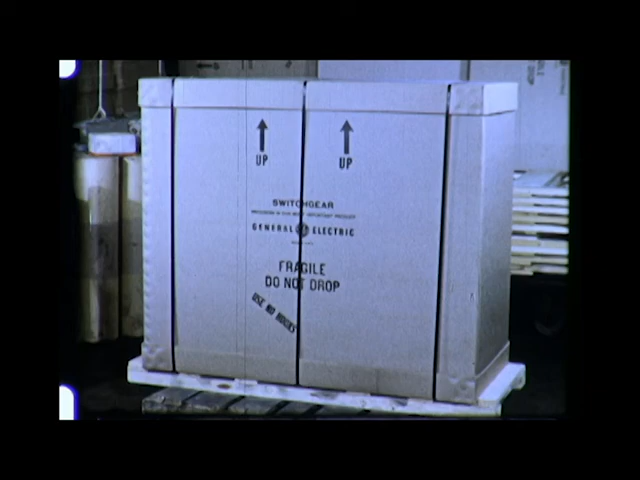 UP UP
SWITCHGEAR
GENERAL ELECTRIC
FRAGILE
DO NOT DROP
USE NO HOOKS